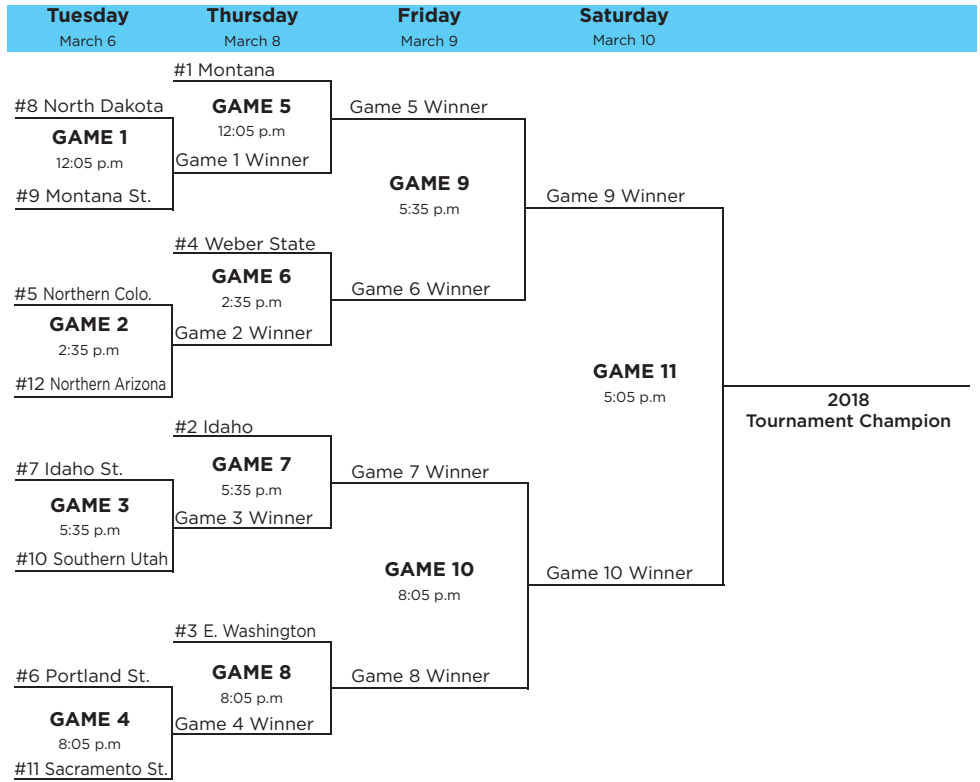 Tuesday Thursday Friday Saturday
March 6 March 8 March 9 March 10
#1 Montana
#8 North Dakota
GAME 5
Game 5 Winner
GAME 1
12:05 p.m
12:05 p.m
Game 1 Winner
GAME 9
#9 Montana St.
Game 9 Winner
5:35 p.m
#4 Weber State
GAME 6
#5 Northern Colo.
2:35 p.m
Game 6 Winner
GAME 2
Game 2 Winner
2:35 p.m
GAME 11
#12 Northern Arizona
5:05 p.m
2018
Tournament Champion
#2 Idaho
GAME 7
#7 Idaho St.
Game 7 Winner
5:35 p.m
GAME 3
Game 3 Winner
5:35 p.m
#10 Southern Utah
GAME 10
Game 10 Winner
8:05 p.m
#3 E. Washington
GAME 8
#6 Portland St.
Game 8 Winner
8:05 p.m
GAME 4
Game 4 Winner
8:05 p.m
#11 Sacramento St.